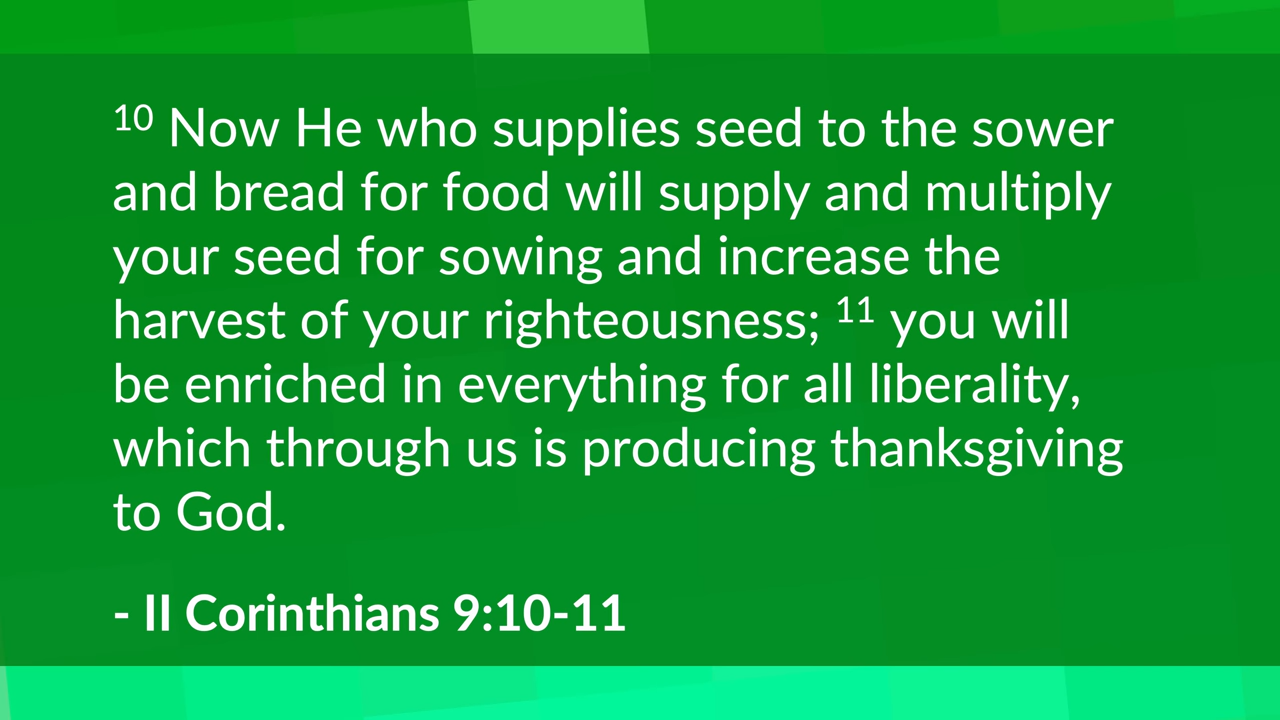 10 Now He who supplies seed to the sower
and bread for food will supply and multiply
your seed for sowing and increase the
harvest of your righteousness; 11 you will
be enriched in everything for all liberality,
which through us is producing thanksgiving
to God.
- II Corinthians 9:10-11